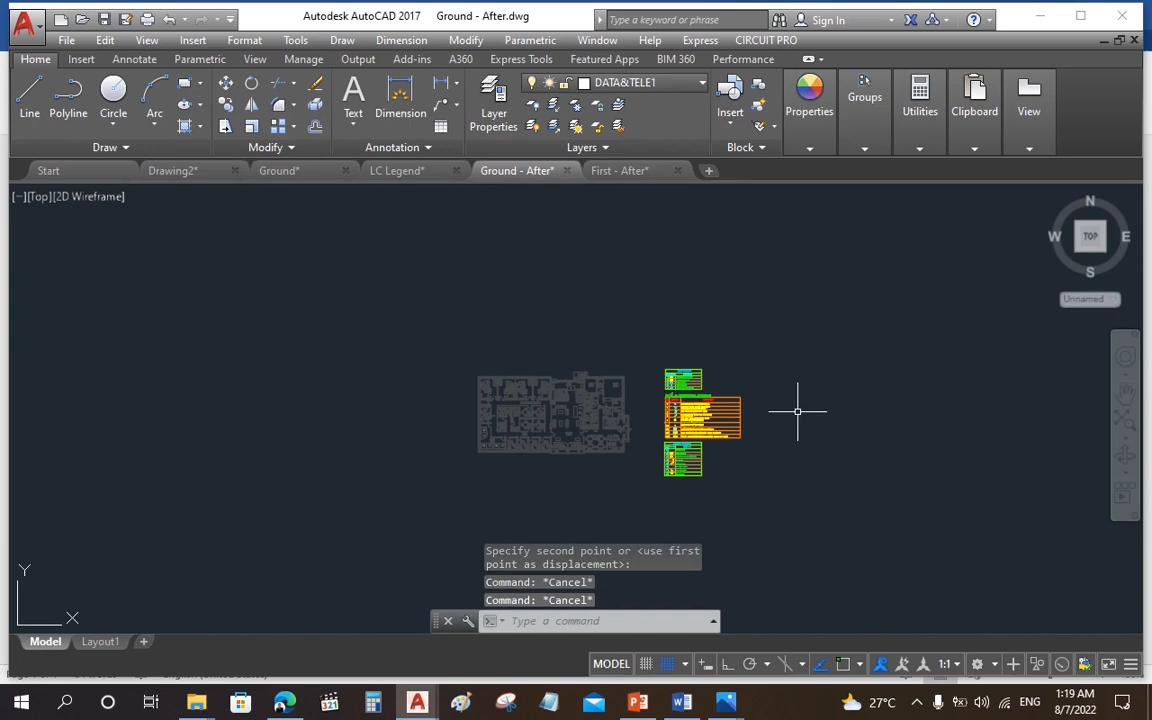 Autodesk AutoCAD 2017 Ground - After.dwg
Type a keyword or phrase
Sign In
File Edit View Insert Format Tools Draw Dimension Modify Parametric Window Help Express CIRCUIT PRO
Home Insert Annotate Parametric View Manage Output Add-ins A360 Express Tools Featured Apps BIM 360 Performance
DATA&TELE1
Line Polyline Circle Arc
Text Dimension
Layer
Properties
Insert
Properties
Groups
Utilities
Clipboard
View
Draw
Modify
Annotation
Layers
Block
Start Drawing2* Ground* LC Legend* Ground - After* First - After*
[−][Top][2D Wireframe]
N
W TOP E
S
Unnamed
Specify second point or <use first
point as displacement>:
Command: *Cancel*
Command: *Cancel*
Type a command
Y
X
Model Layout1
MODEL 1:1
27°C ENG
1:19 AM
8/7/2022